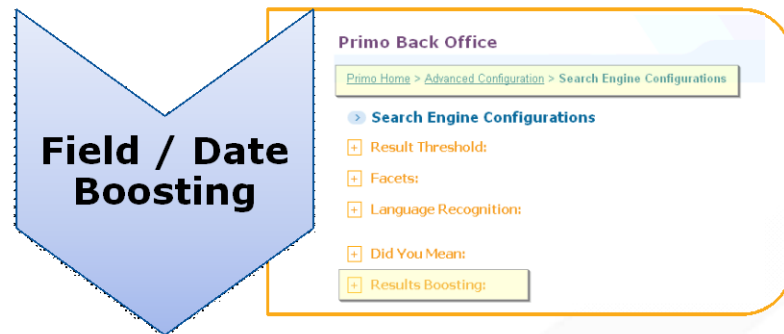 Field / Date
Boosting
Primo Back Office
Primo Home > Advanced Configuration > Search Engine Configurations
Search Engine Configurations
Result Threshold:
Facets:
Language Recognition:
Did You Mean:
Results Boosting: